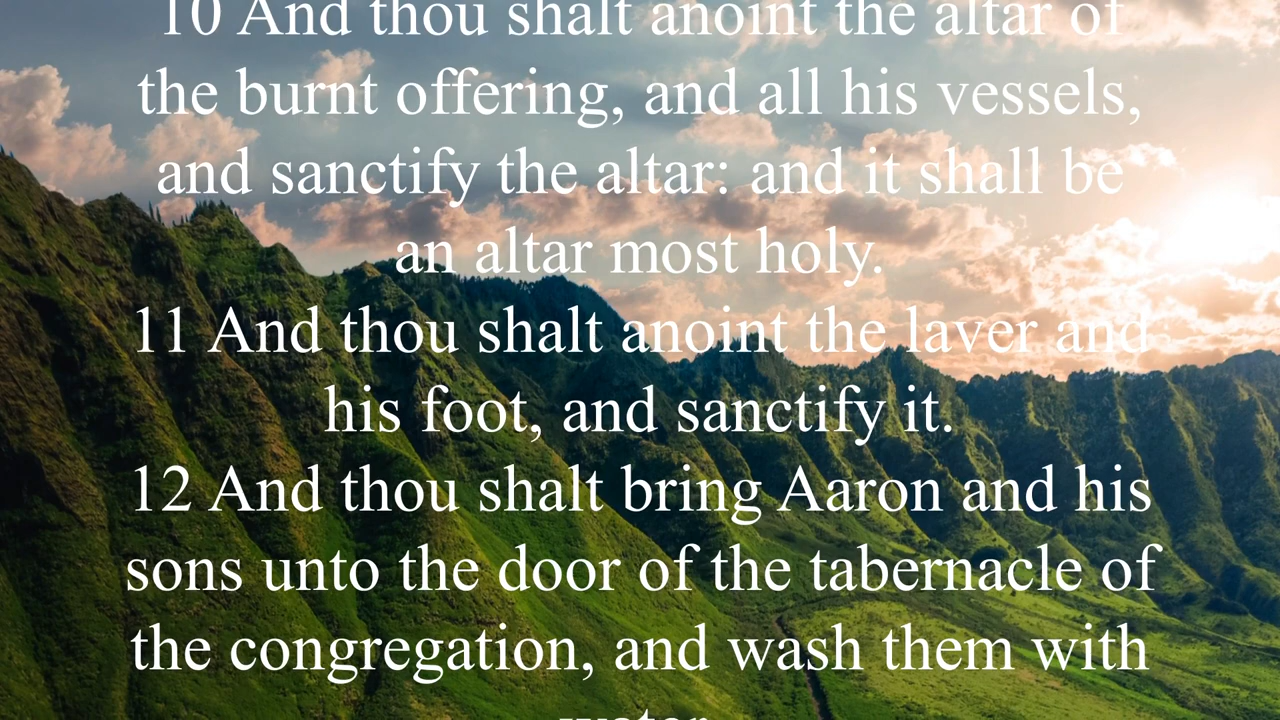 10 And thou shalt anoint the altar of
the burnt offering, and all his vessels,
and sanctify the altar: and it shall be
an altar most holy.
11 And thou shalt anoint the laver and
his foot, and sanctify it.
12 And thou shalt bring Aaron and his
sons unto the door of the tabernacle of
the congregation, and wash them with